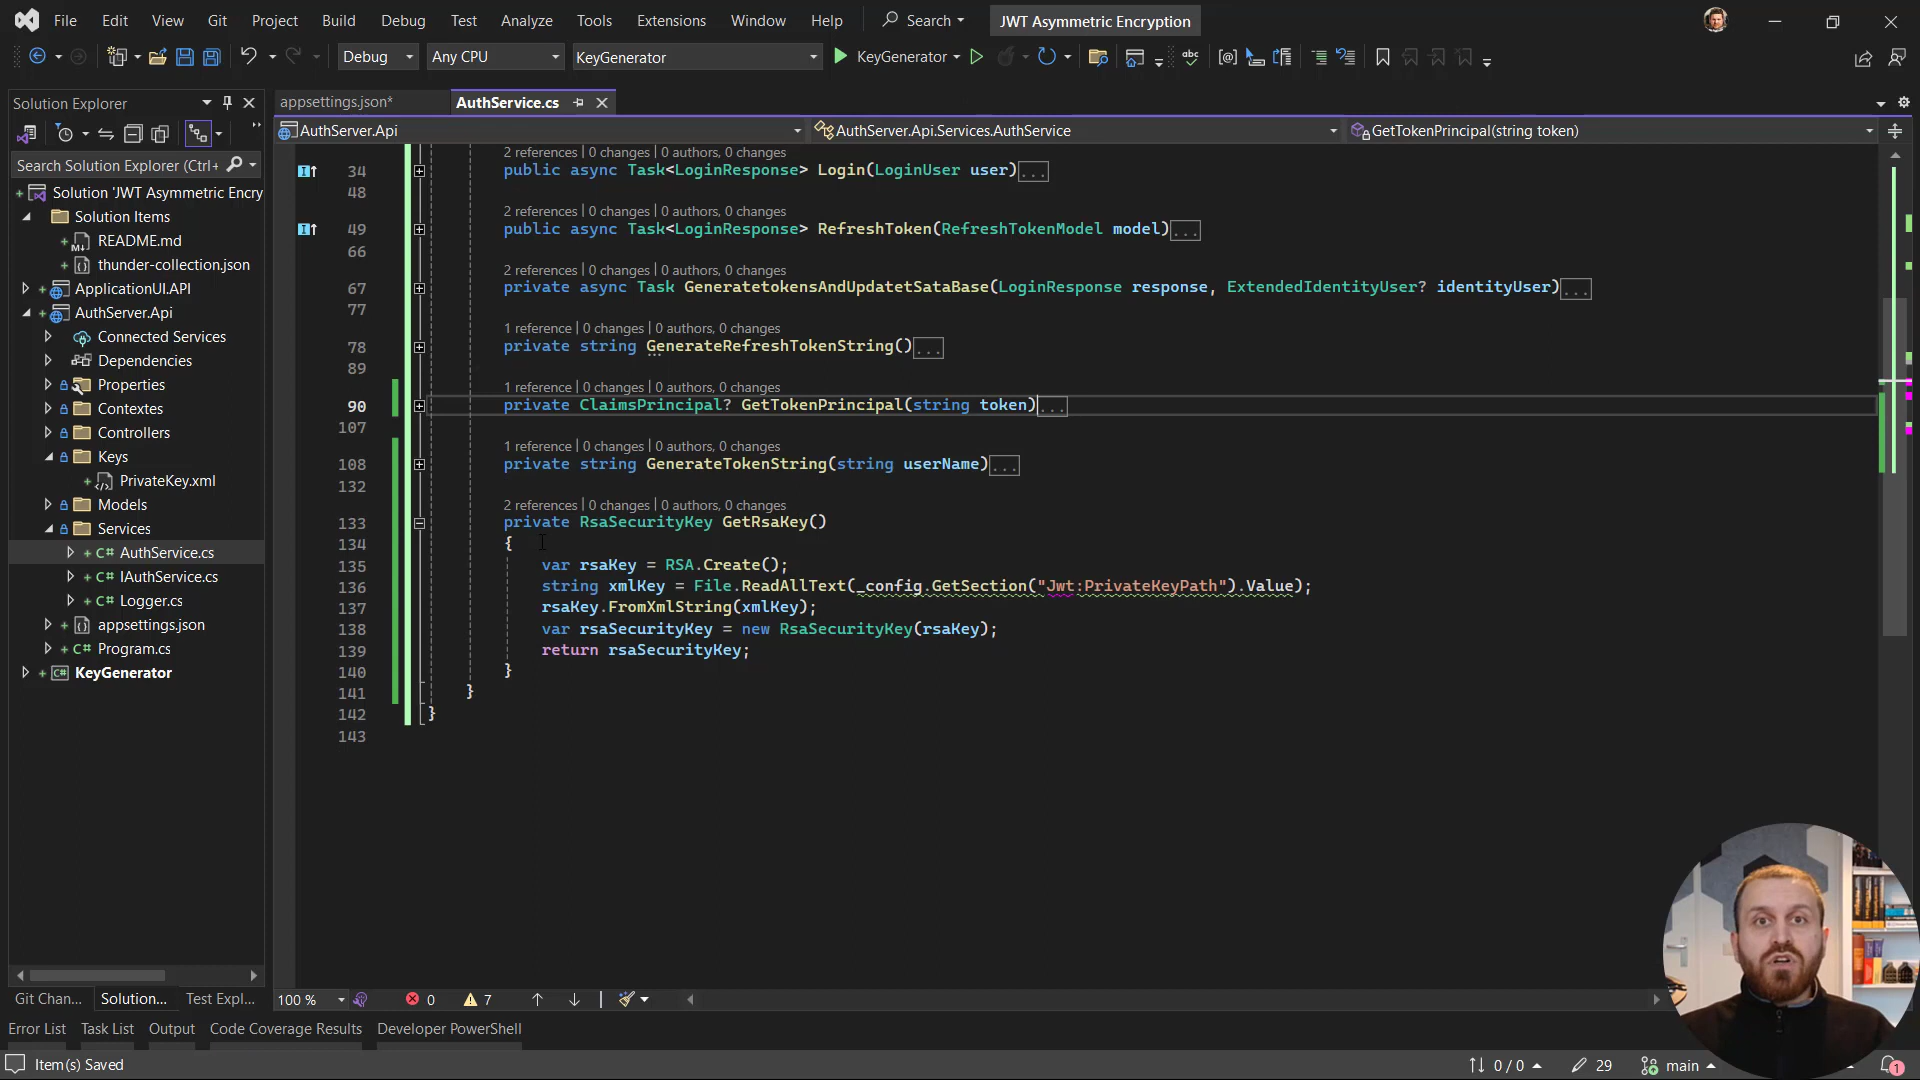 File Edit View Git Project Build Debug Test Analyze Tools Extensions Window Help Search JWT Asymmetric Encryption
Debug Any CPU KeyGenerator KeyGenerator
Solution Explorer
appsettings.json* AuthService.cs
AuthServer.Api AuthServer.Api.Services.AuthService GetTokenPrincipal(string token)
Search Solution Explorer (Ctrl+
Solution 'JWT Asymmetric Encry
Solution Items
README.md
thunder-collection.json
ApplicationUI.API
AuthServer.Api
Connected Services
Dependencies
Properties
Contextes
Controllers
Keys
PrivateKey.xml
Models
Services
C# AuthService.cs
C# IAuthService.cs
C# Logger.cs
appsettings.json
C# Program.cs
KeyGenerator
2 references | 0 changes | 0 authors, 0 changes
34 public async Task<LoginResponse> Login(LoginUser user)...
48
2 references | 0 changes | 0 authors, 0 changes
49 public async Task<LoginResponse> RefreshToken(RefreshTokenModel model)...
66
2 references | 0 changes | 0 authors, 0 changes
67 private async Task GeneratetokensAndUpdatetSataBase(LoginResponse response, ExtendedIdentityUser? identityUser)...
77
1 reference | 0 changes | 0 authors, 0 changes
78 private string GenerateRefreshTokenString()...
89
1 reference | 0 changes | 0 authors, 0 changes
90 private ClaimsPrincipal? GetTokenPrincipal(string token)...
107
1 reference | 0 changes | 0 authors, 0 changes
108 private string GenerateTokenString(string userName)...
132
2 references | 0 changes | 0 authors, 0 changes
133 private RsaSecurityKey GetRsaKey()
134 {
135 var rsaKey = RSA.Create();
136 string xmlKey = File.ReadAllText(_config.GetSection("Jwt:PrivateKeyPath").Value);
137 rsaKey.FromXmlString(xmlKey);
138 var rsaSecurityKey = new RsaSecurityKey(rsaKey);
139 return rsaSecurityKey;
140 }
141 }
142 }
143
Git Chan... Solution... Test Expl... 100 % 0 7
Error List Task List Output Code Coverage Results Developer PowerShell
Item(s) Saved 0 / 0 29 main 1